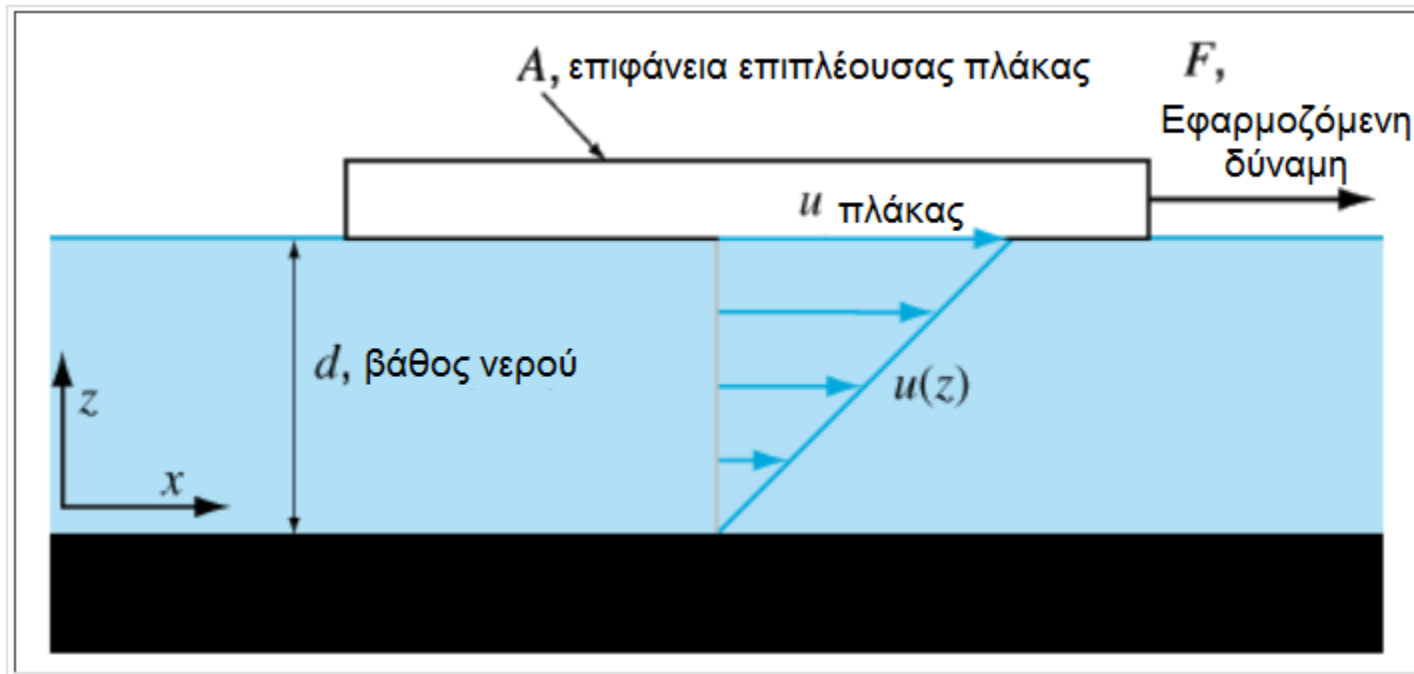 A, επιφάνεια επιπλέουσας πλάκας
F,
Εφαρμοζόμενη
δύναμη
u πλάκας
d, βάθος νερού
u(z)
z
x